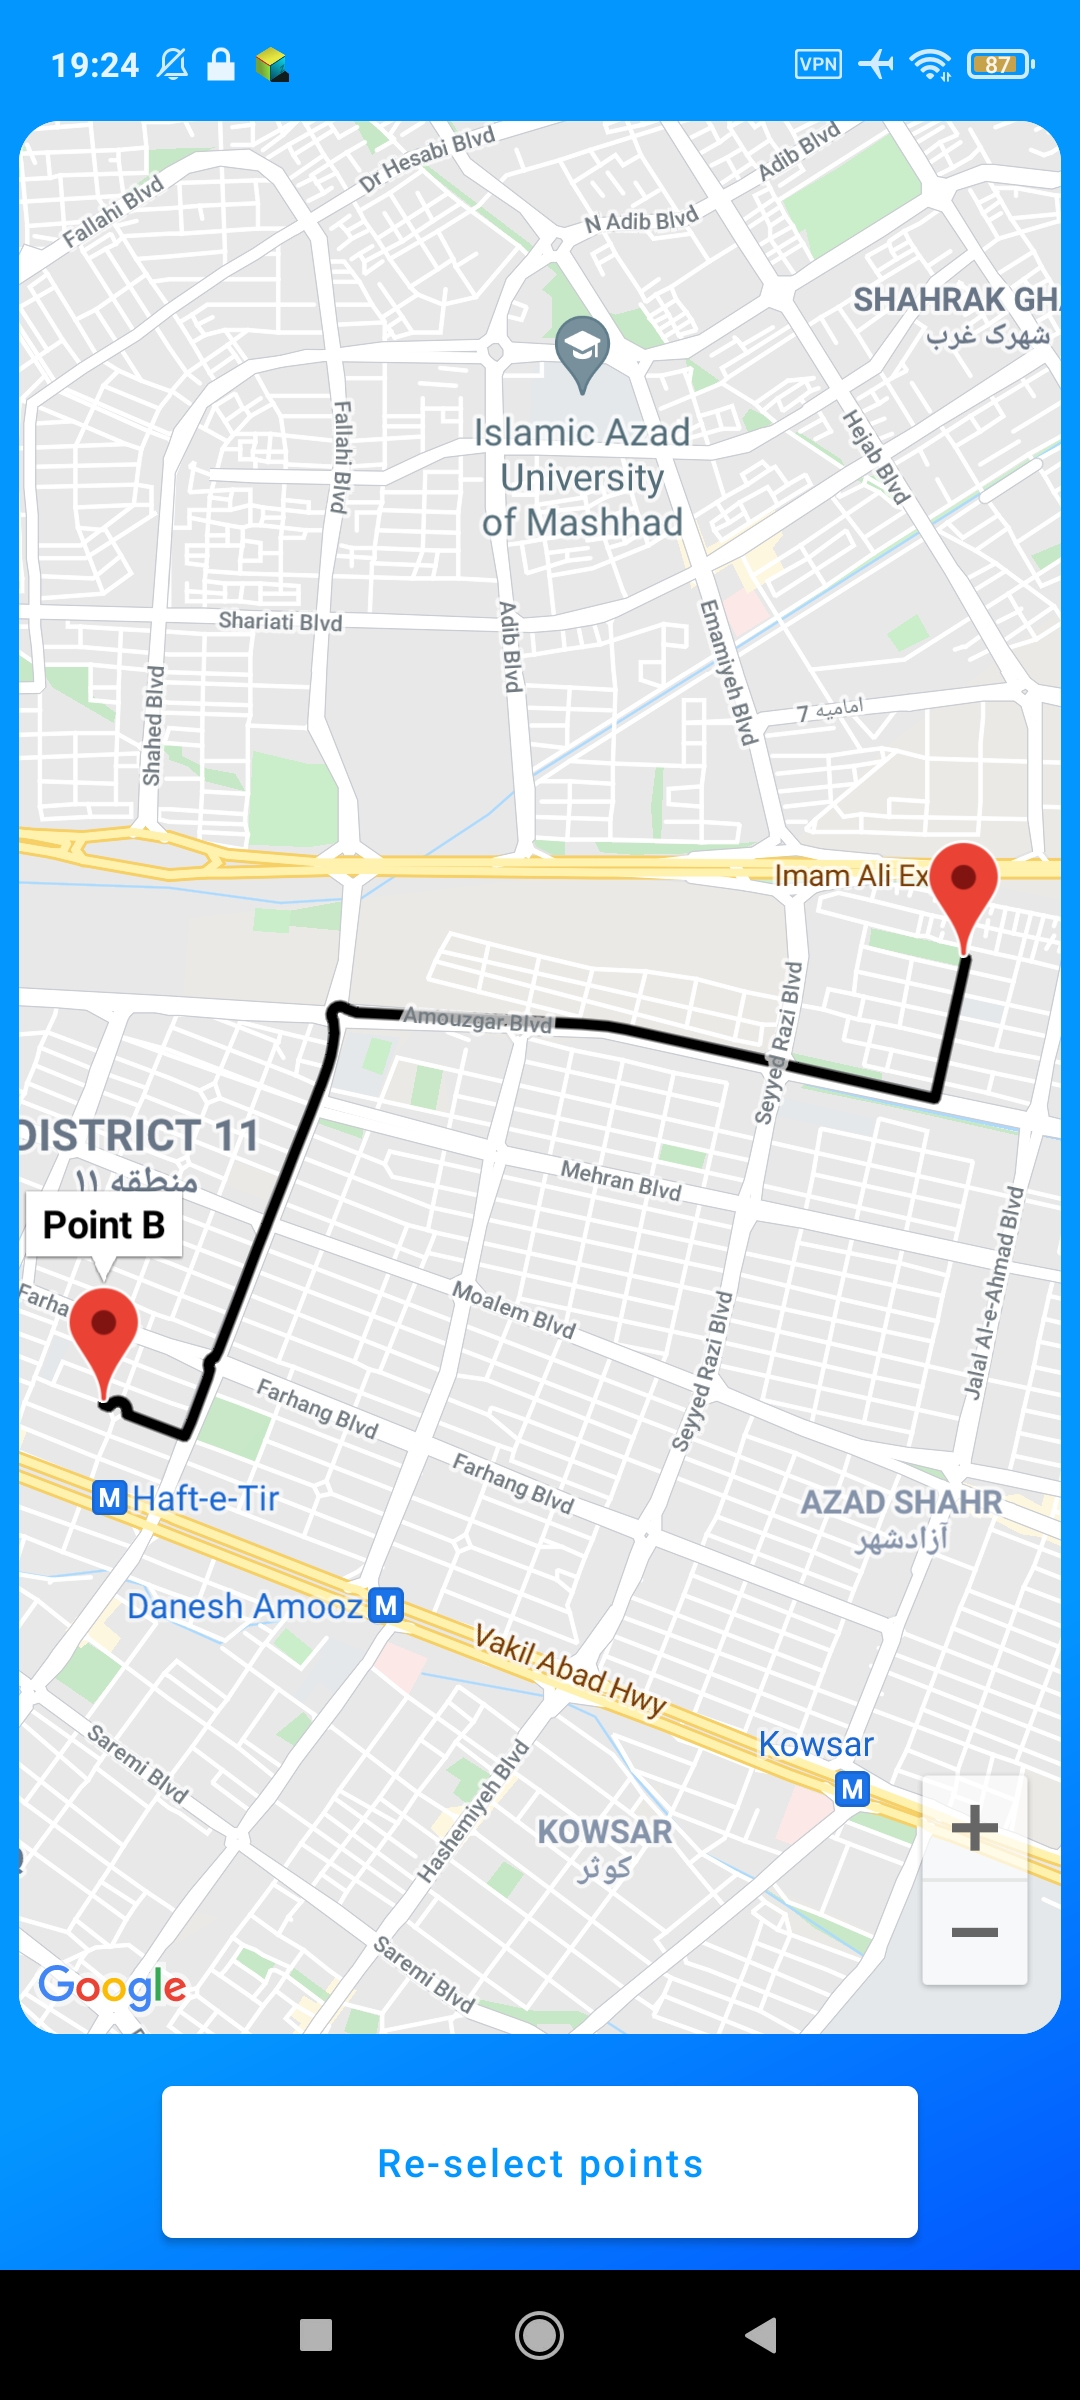 19:24
VPN
87
Fallahi Blvd
Dr Hesabi Blvd
Adib Blvd
N Adib Blvd
SHAHRAK GHA
شهرک غرب
Islamic Azad
University
of Mashhad
Fallahi Blvd
Hejab Blvd
Shariati Blvd
Adib Blvd
Emamiyeh Blvd
امامیه 7
Shahed Blvd
Imam Ali Ex
Amouzgar Blvd
Seyyed Razi Blvd
DISTRICT 11
منطقه ۱۱
Mehran Blvd
Point B
Jalal Al-e-Ahmad Blvd
Farha
Moalem Blvd
Seyyed Razi Blvd
Farhang Blvd
Farhang Blvd
M Haft-e-Tir
AZAD SHAHR
آزادشهر
Danesh Amooz M
Vakil Abad Hwy
Kowsar
M
Saremi Blvd
Hashemiyeh Blvd
KOWSAR
کوثر
+
−
Saremi Blvd
Google
Re-select points